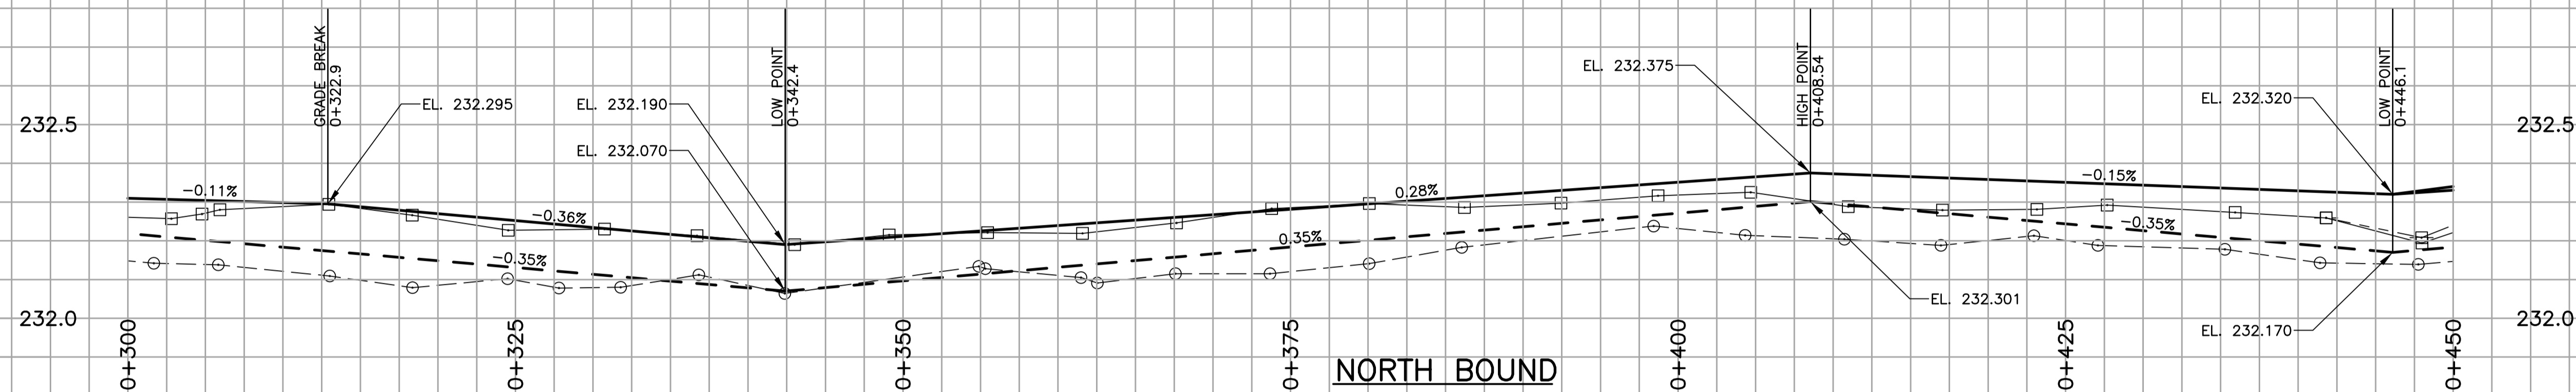 GRADE BREAK
0+322.9
LOW POINT
0+342.4
HIGH POINT
0+408.54
LOW POINT
0+446.1
EL. 232.375
EL. 232.295
EL. 232.190
EL. 232.320
232.5
232.5
EL. 232.070
-0.11%
-0.36%
0.28%
-0.15%
-0.35%
0.35%
-0.35%
EL. 232.301
232.0
232.0
EL. 232.170
0+300
0+325
0+350
0+375
0+400
0+425
0+450
NORTH BOUND